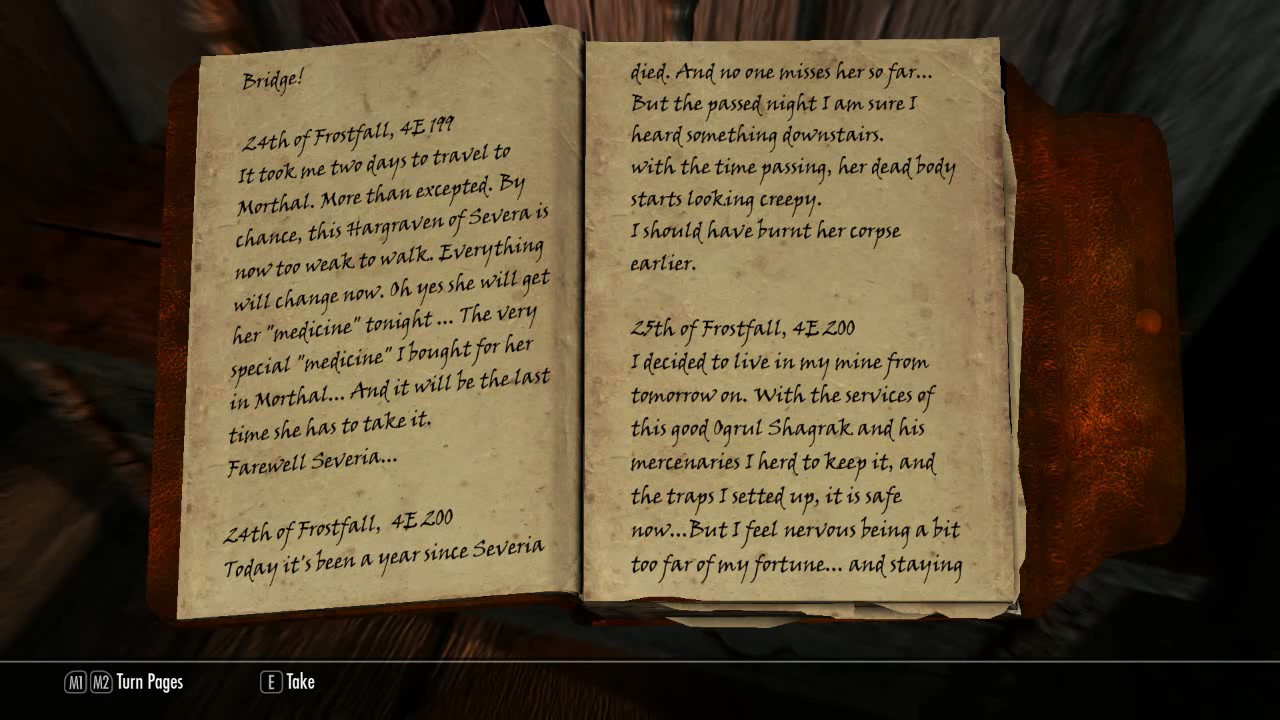 Bridge!
24th of Frostfall, 4E 199
It took me two days to travel to
Morthal. More than excepted. By
chance, this Hargraven of Severa is
now too weak to walk. Everything
will change now. Oh yes she will get
her "medicine" tonight ... The very
special "medicine" I bought for her
in Morthal... And it will be the last
time she has to take it.
Farewell Severia...
24th of Frostfall, 4E 200
Today it's been a year since Severia
died. And no one misses her so far...
But the passed night I am sure I
heard something downstairs.
with the time passing, her dead body
starts looking creepy.
I should have burnt her corpse
earlier.
25th of Frostfall, 4E 200
I decided to live in my mine from
tomorrow on. With the services of
this good Ogrul Shagrak and his
mercenaries I herd to keep it, and
the traps I setted up, it is safe
now...But I feel nervous being a bit
too far of my fortune... and staying
M1 M2 Turn Pages
E Take